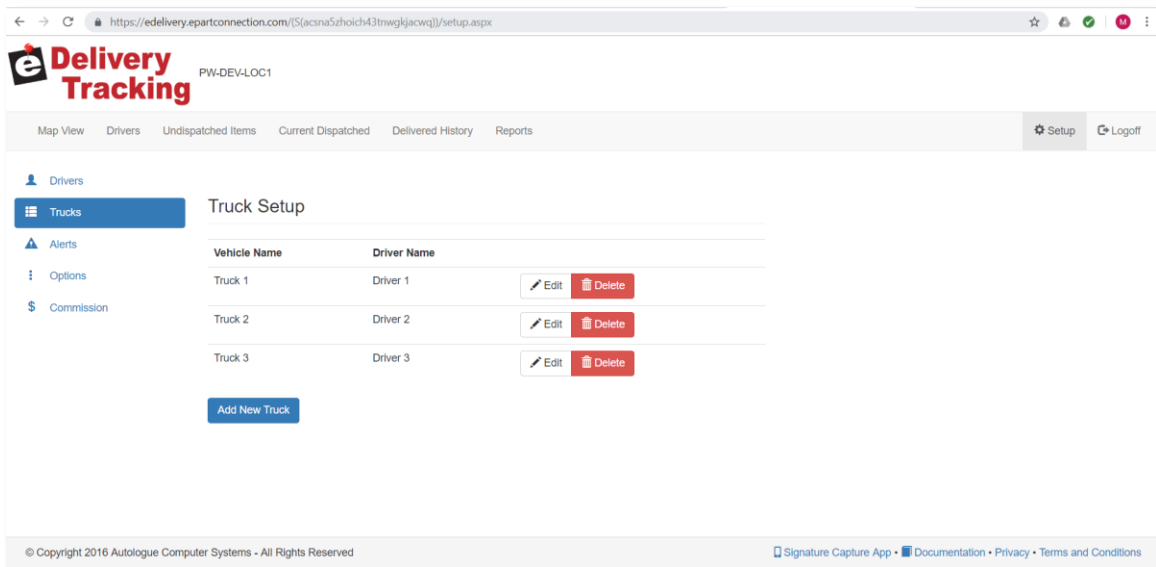 https://edelivery.epartconnection.com/(S(acsna5zhoich43tnwgkjacwq))/setup.aspx
M
e Delivery
Tracking
PW-DEV-LOC1
Map View Drivers Undispatched Items Current Dispatched Delivered History Reports Setup Logoff
Drivers
Trucks
Alerts
Options
$ Commission
Truck Setup
Vehicle Name Driver Name
Truck 1 Driver 1 Edit Delete
Truck 2 Driver 2 Edit Delete
Truck 3 Driver 3 Edit Delete
Add New Truck
© Copyright 2016 Autologue Computer Systems - All Rights Reserved
Signature Capture App • Documentation • Privacy • Terms and Conditions